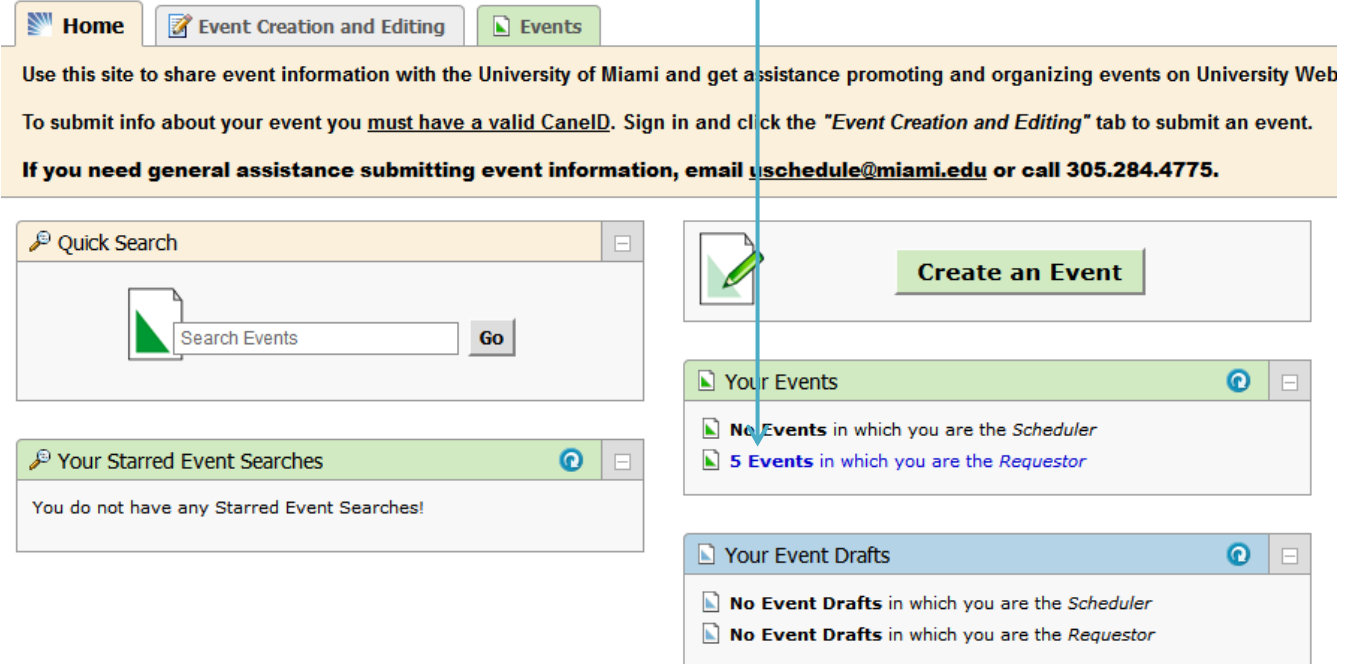 Home
Event Creation and Editing
Events
Use this site to share event information with the University of Miami and get assistance promoting and organizing events on University Web
To submit info about your event you must have a valid CaneID. Sign in and click the "Event Creation and Editing" tab to submit an event.
If you need general assistance submitting event information, email uschedule@miami.edu or call 305.284.4775.
Quick Search
Search Events
Go
Your Starred Event Searches
You do not have any Starred Event Searches!
Create an Event
Your Events
No Events in which you are the Scheduler
5 Events in which you are the Requestor
Your Event Drafts
No Event Drafts in which you are the Scheduler
No Event Drafts in which you are the Requestor